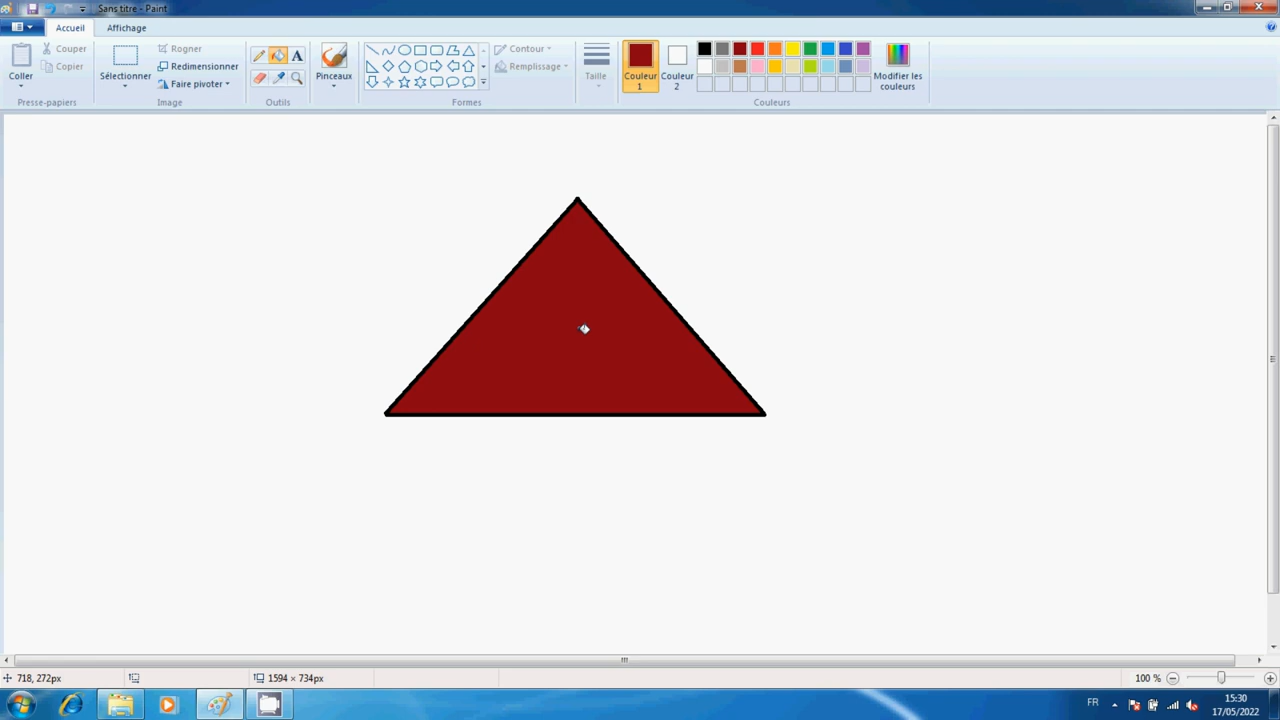 Sans titre - Paint
Accueil Affichage
Coller
Couper
Copier
Presse-papiers
Sélectionner
Rogner
Redimensionner
Faire pivoter
Image
A
Outils
Pinceaux
Contour
Remplissage
Formes
Taille
Couleur
1
Couleur
2
Modifier les
couleurs
Couleurs
718, 272px
1594 × 734px
100 %
FR
15:30
17/05/2022